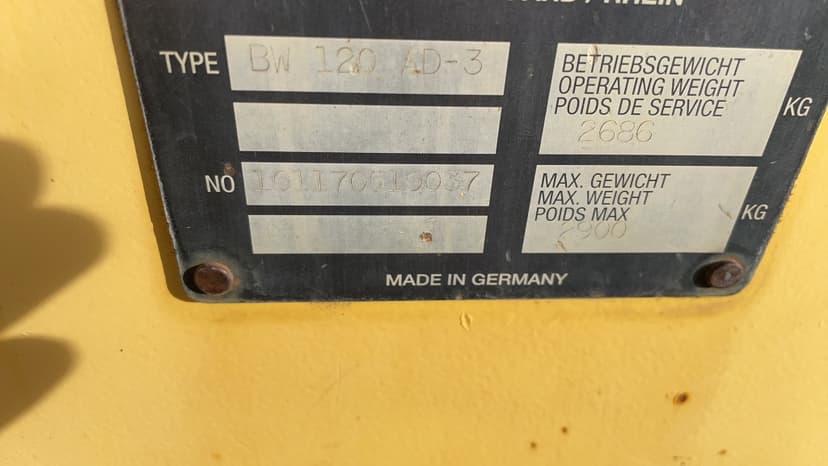 TYPE BW 120 AD-3
BETRIEBSGEWICHT
OPERATING WEIGHT
POIDS DE SERVICE
2686 KG
NO
MAX. GEWICHT
MAX. WEIGHT
POIDS MAX
2900 KG
MADE IN GERMANY